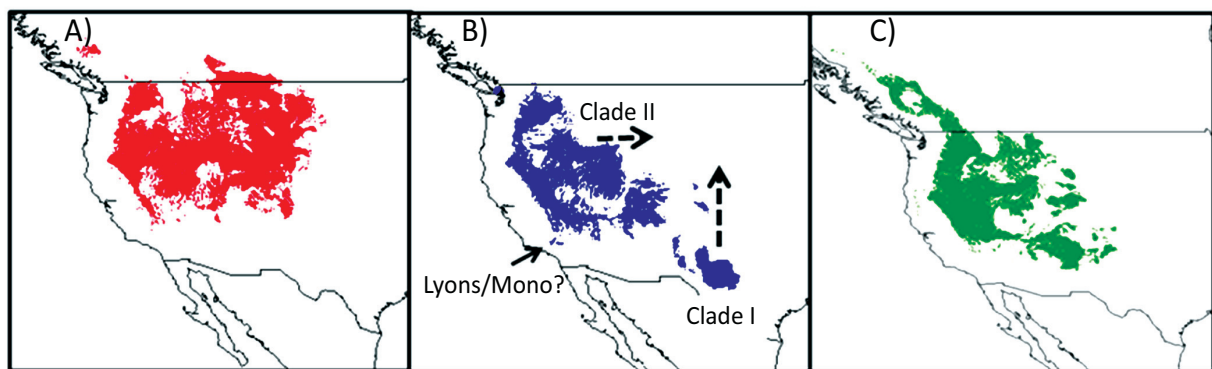 A)
B)
C)
Clade II
Lyons/Mono?
Clade I